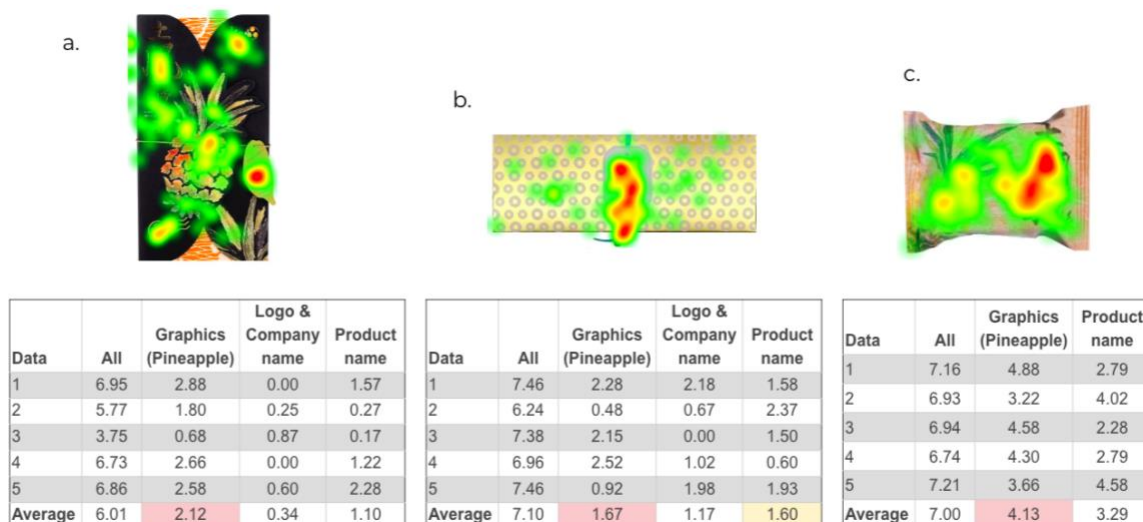 a.
b.
c.
Data All Graphics (Pineapple) Logo & Company name Product name
1 6.95 2.88 0.00 1.57
2 5.77 1.80 0.25 0.27
3 3.75 0.68 0.87 0.17
4 6.73 2.66 0.00 1.22
5 6.86 2.58 0.60 2.28
Average 6.01 2.12 0.34 1.10
Data All Graphics (Pineapple) Logo & Company name Product name
1 7.46 2.28 2.18 1.58
2 6.24 0.48 0.67 2.37
3 7.38 2.15 0.00 1.50
4 6.96 2.52 1.02 0.60
5 7.46 0.92 1.98 1.93
Average 7.10 1.67 1.17 1.60
Data All Graphics (Pineapple) Product name
1 7.16 4.88 2.79
2 6.93 3.22 4.02
3 6.94 4.58 2.28
4 6.74 4.30 2.79
5 7.21 3.66 4.58
Average 7.00 4.13 3.29